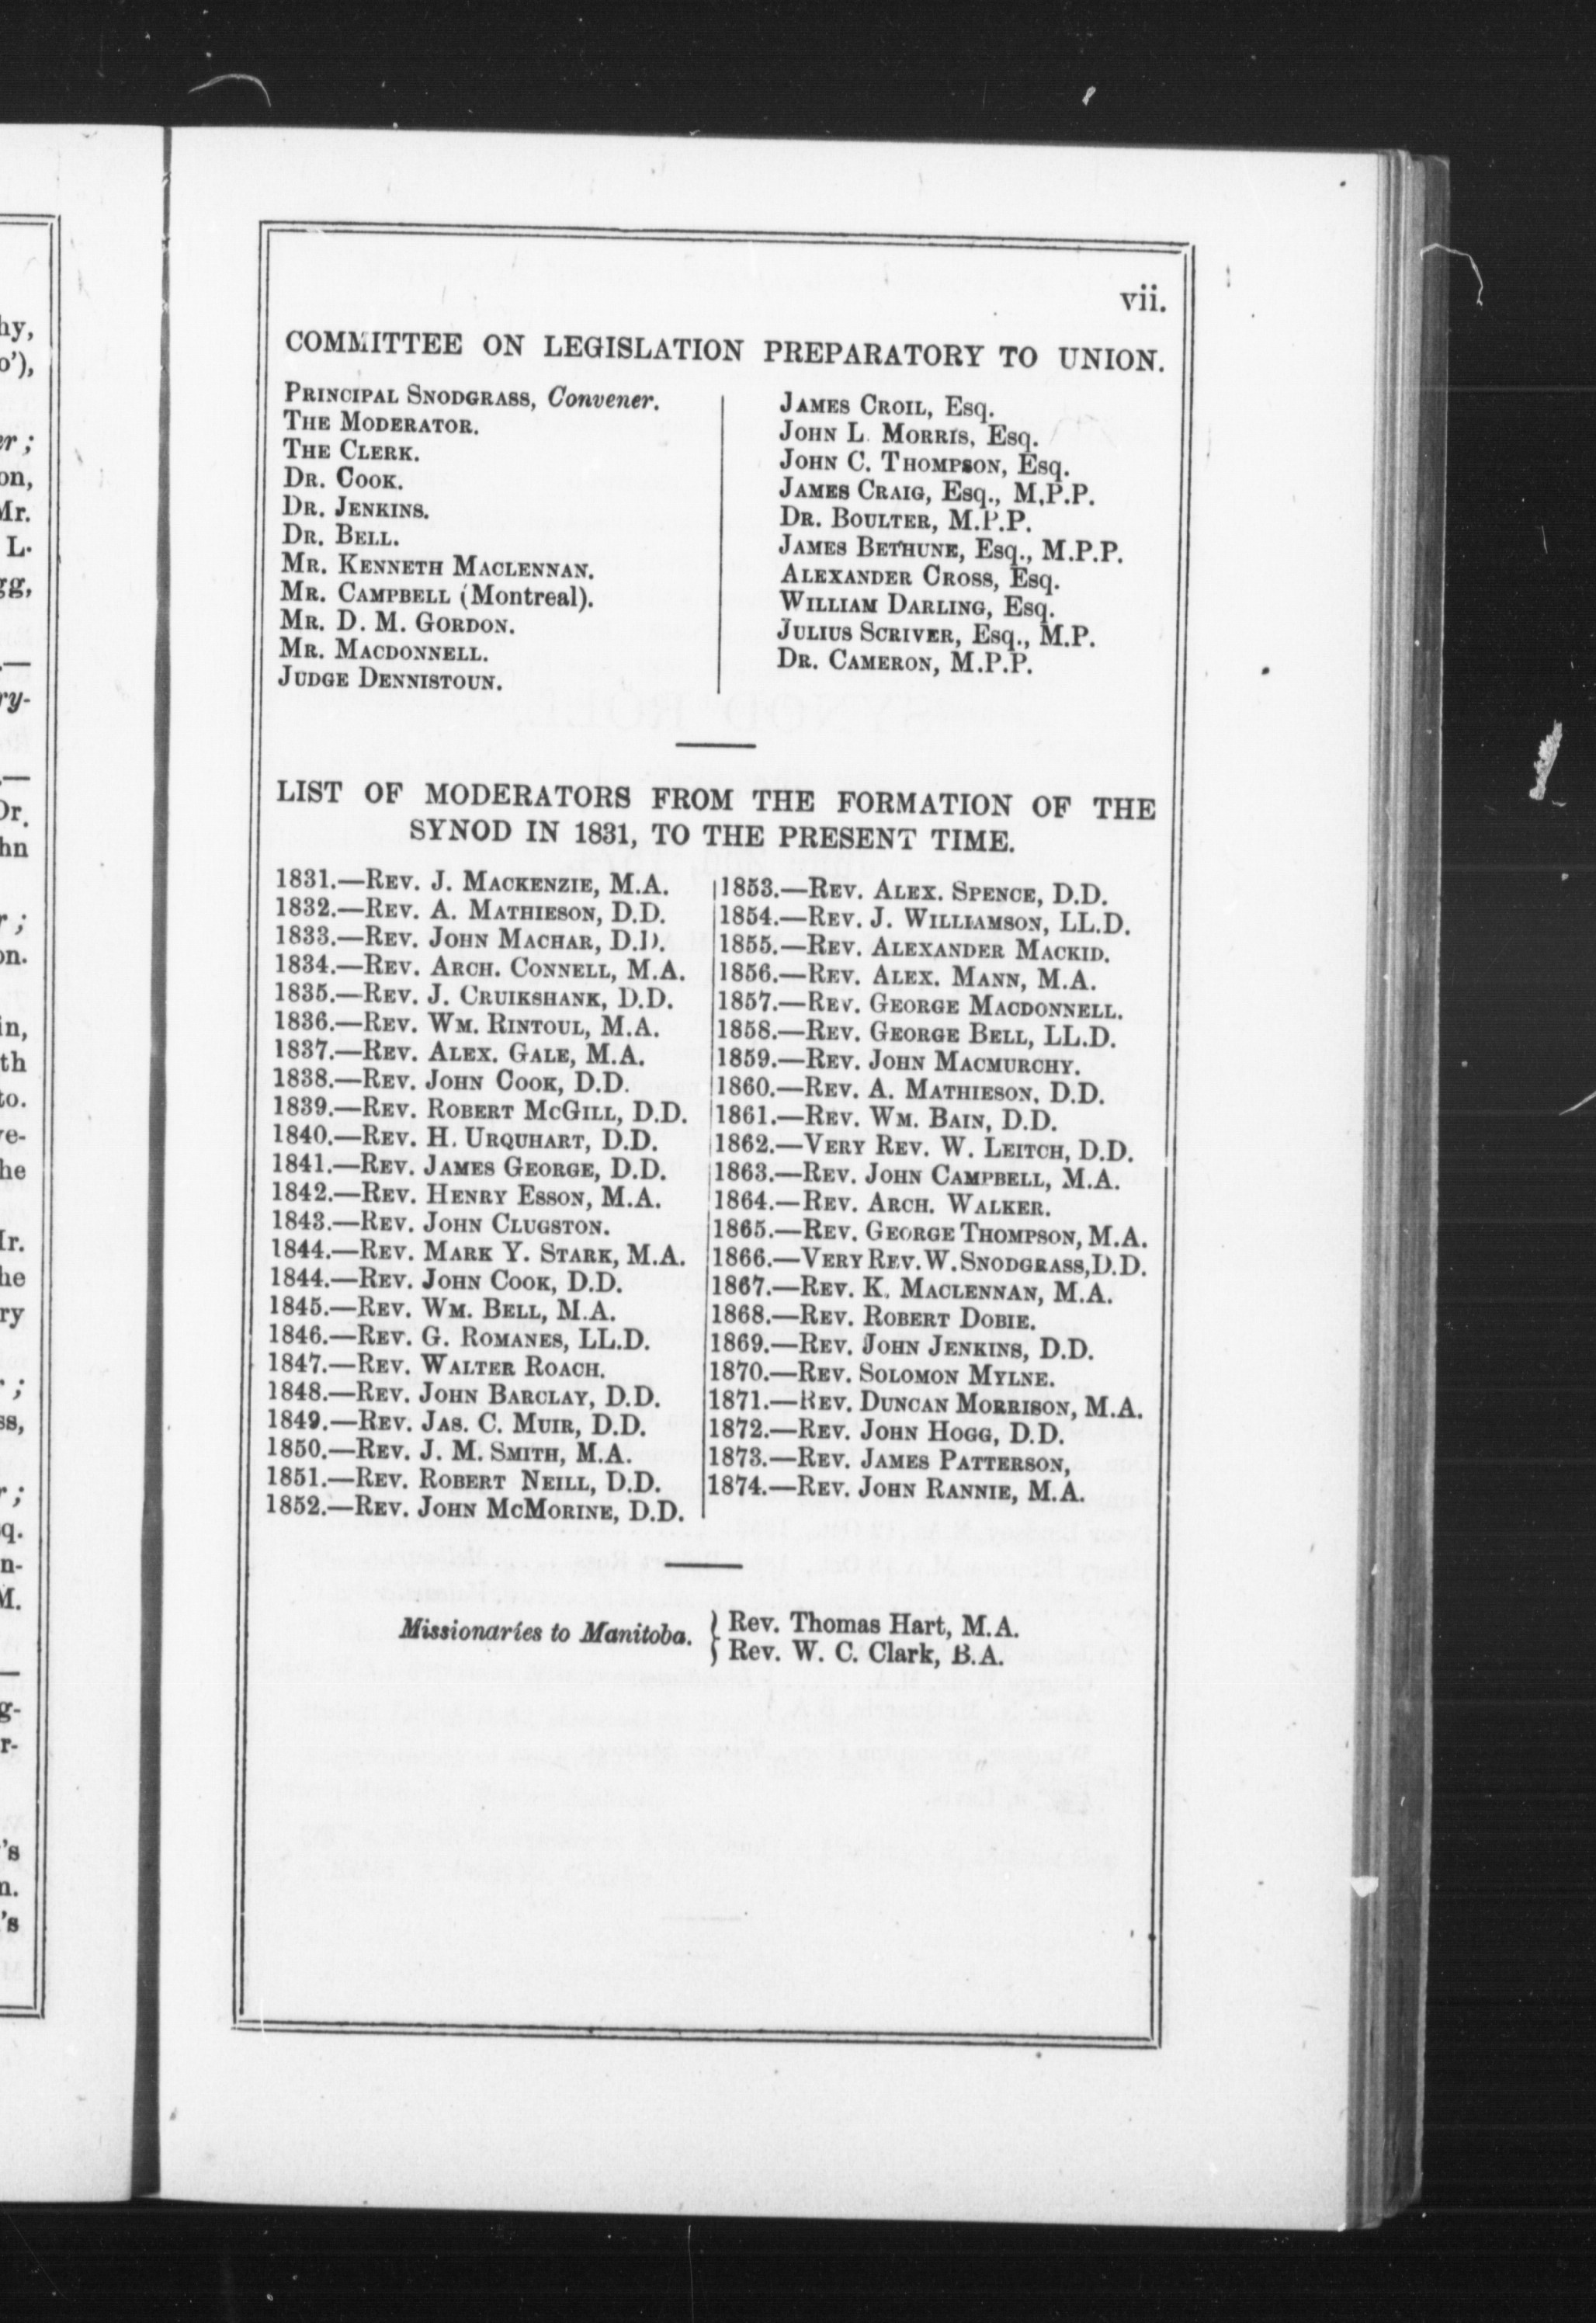 vii.
COMMITTEE ON LEGISLATION PREPARATORY TO UNION.
PRINCIPAL SNODGRASS, Convener.
THE MODERATOR.
THE CLERK.
DR. COOK.
DR. JENKINS.
DR. BELL.
MR. KENNETH MACLENNAN.
MR. CAMPBELL (Montreal).
MR. D. M. GORDON.
MR. MACDONNELL.
JUDGE DENNISTOUN.
JAMES CROIL, Esq.
JOHN L. MORRIS, Esq.
JOHN C. THOMPSON, Esq.
JAMES CRAIG, Esq., M.P.P.
DR. BOULTER, M.P.P.
JAMES BETHUNE, Esq., M.P.P.
ALEXANDER CROSS, Esq.
WILLIAM DARLING, Esq.
JULIUS SCRIVER, Esq., M.P.
DR. CAMERON, M.P.P.
LIST OF MODERATORS FROM THE FORMATION OF THE
SYNOD IN 1831, TO THE PRESENT TIME.
1831.—REV. J. MACKENZIE, M.A.
1832.—REV. A. MATHIESON, D.D.
1833.—REV. JOHN MACHAR, D.D.
1834.—REV. ARCH. CONNELL, M.A.
1835.—REV. J. CRUIKSHANK, D.D.
1836.—REV. WM. RINTOUL, M.A.
1837.—REV. ALEX. GALE, M.A.
1838.—REV. JOHN COOK, D.D.
1839.—REV. ROBERT MCGILL, D.D.
1840.—REV. H. URQUHART, D.D.
1841.—REV. JAMES GEORGE, D.D.
1842.—REV. HENRY ESSON, M.A.
1843.—REV. JOHN CLUGSTON.
1844.—REV. MARK Y. STARK, M.A.
1844.—REV. JOHN COOK, D.D.
1845.—REV. WM. BELL, M.A.
1846.—REV. G. ROMANES, LL.D.
1847.—REV. WALTER ROACH.
1848.—REV. JOHN BARCLAY, D.D.
1849.—REV. JAS. C. MUIR, D.D.
1850.—REV. J. M. SMITH, M.A.
1851.—REV. ROBERT NEILL, D.D.
1852.—REV. JOHN MCMORINE, D.D.
1853.—REV. ALEX. SPENCE, D.D.
1854.—REV. J. WILLIAMSON, LL.D.
1855.—REV. ALEXANDER MACKID.
1856.—REV. ALEX. MANN, M.A.
1857.—REV. GEORGE MACDONNELL.
1858.—REV. GEORGE BELL, LL.D.
1859.—REV. JOHN MACMURCHY.
1860.—REV. A. MATHIESON, D.D.
1861.—REV. WM. BAIN, D.D.
1862.—VERY REV. W. LEITCH, D.D.
1863.—REV. JOHN CAMPBELL, M.A.
1864.—REV. ARCH. WALKER.
1865.—REV. GEORGE THOMPSON, M.A.
1866.—VERY REV. W. SNODGRASS, D.D.
1867.—REV. K. MACLENNAN, M.A.
1868.—REV. ROBERT DOBIE.
1869.—REV. JOHN JENKINS, D.D.
1870.—REV. SOLOMON MYLNE.
1871.—REV. DUNCAN MORRISON, M.A.
1872.—REV. JOHN HOGG, D.D.
1873.—REV. JAMES PATTERSON,
1874.—REV. JOHN RANNIE, M.A.
Missionaries to Manitoba. } Rev. Thomas Hart, M.A.
Rev. W. C. Clark, B.A.